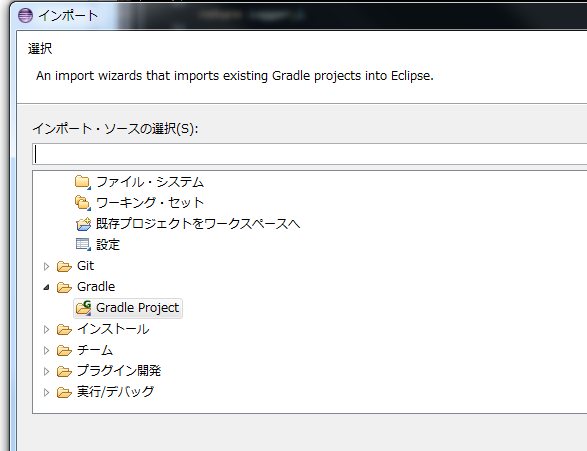 インポート
選択
An import wizards that imports existing Gradle projects into Eclipse.
インポート・ソースの選択(S):
ファイル・システム
ワーキング・セット
既存プロジェクトをワークスペースへ
設定
Git
Gradle
Gradle Project
インストール
チーム
プラグイン開発
実行/デバッグ